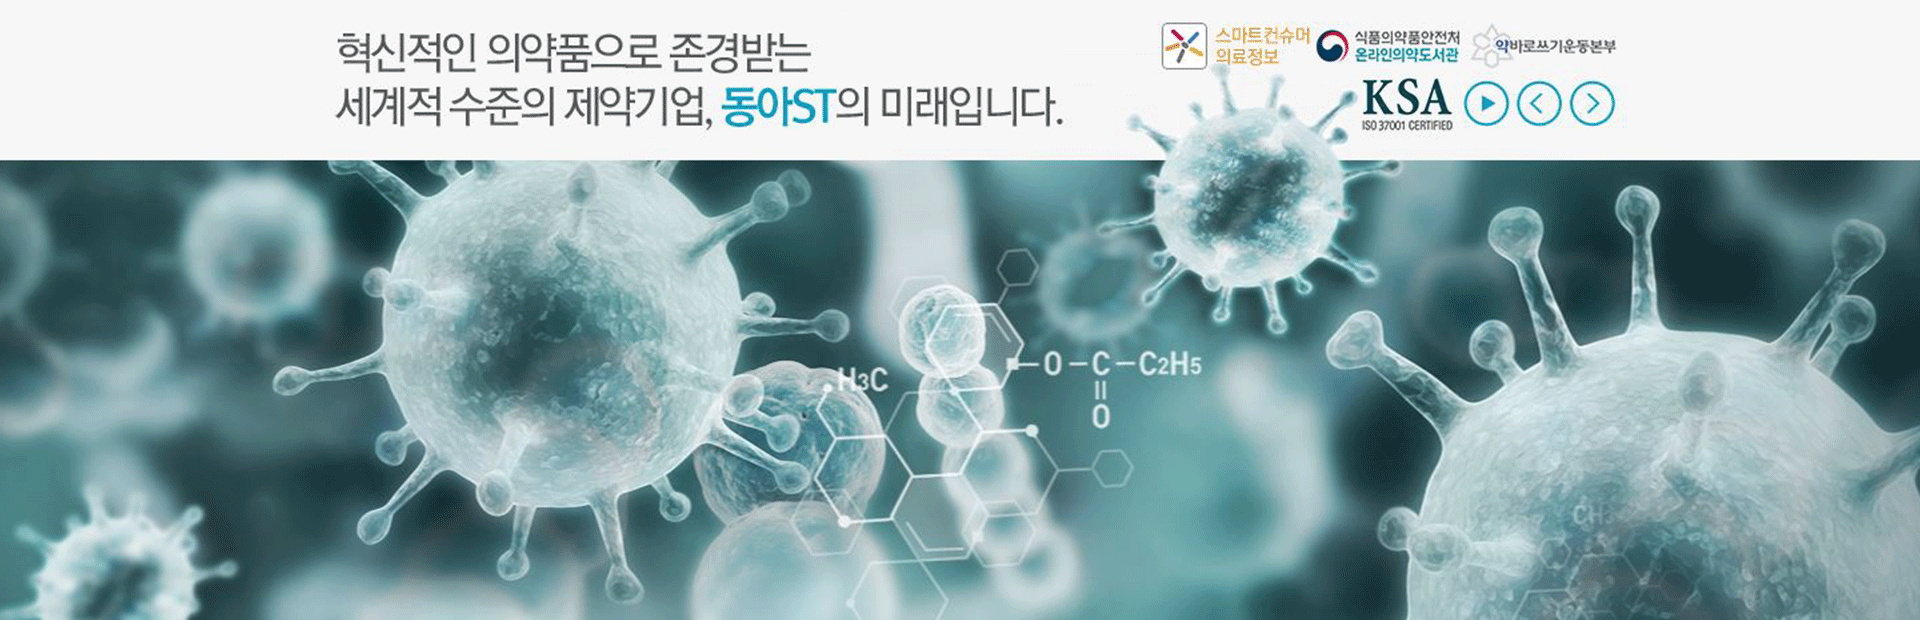 혁신적인 의약품으로 존경받는
세계적 수준의 제약기업, 동아ST의 미래입니다.
스마트컨슈머
의료정보
식품의약품안전처
온라인의약도서관
약바로쓰기운동본부
KSA
ISO 37001 CERTIFIED
O-C-C2H5
O
H3C
CH